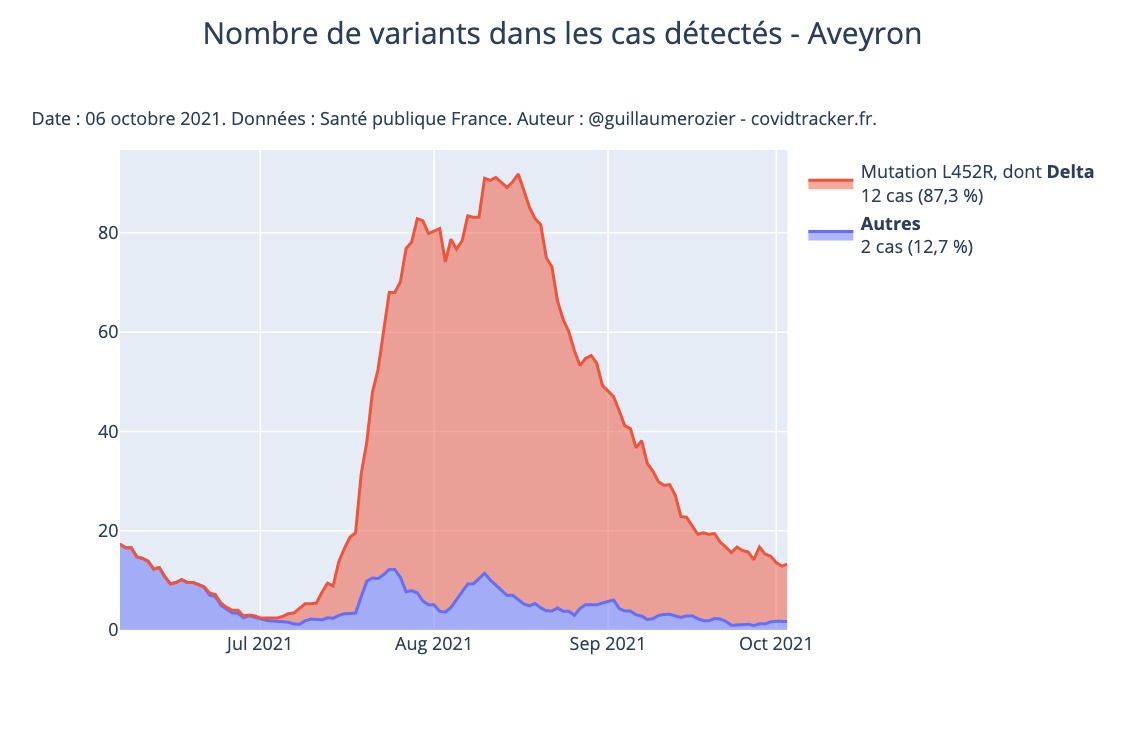 Nombre de variants dans les cas détectés - Aveyron
Date : 06 octobre 2021. Données : Santé publique France. Auteur : @guillaumerozier - covidtracker.fr.
Mutation L452R, dont Delta
12 cas (87,3 %)
Autres
2 cas (12,7 %)
80
60
40
20
0
Jul 2021
Aug 2021
Sep 2021
Oct 2021